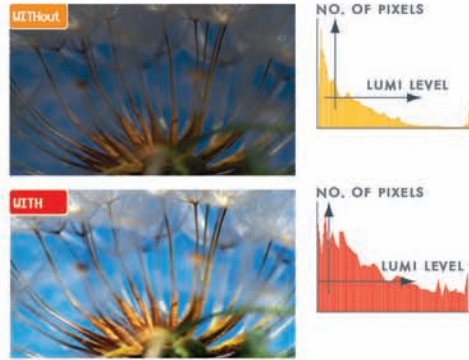 WITHout
NO. OF PIXELS
LUMI LEVEL
WITH
NO. OF PIXELS
LUMI LEVEL